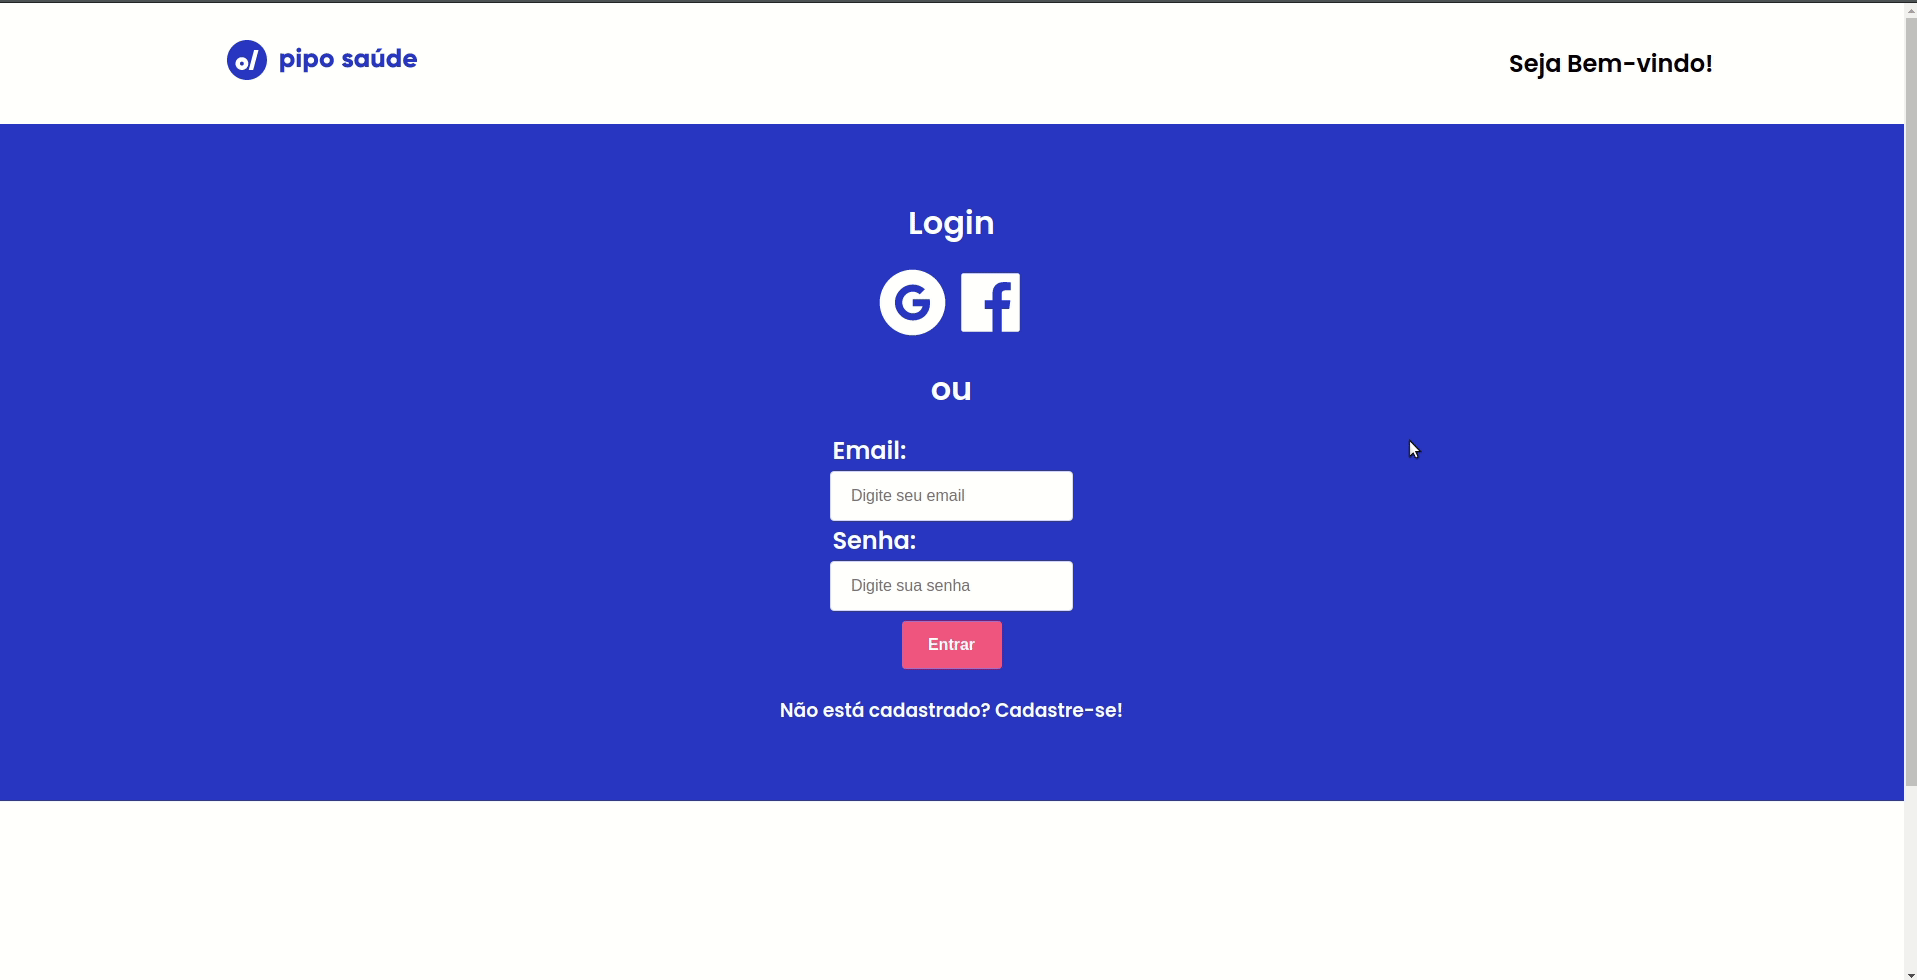 pipo saúde
Seja Bem-vindo!
Login
ou
Email:
Digite seu email
Senha:
Digite sua senha
Entrar
Não está cadastrado? Cadastre-se!